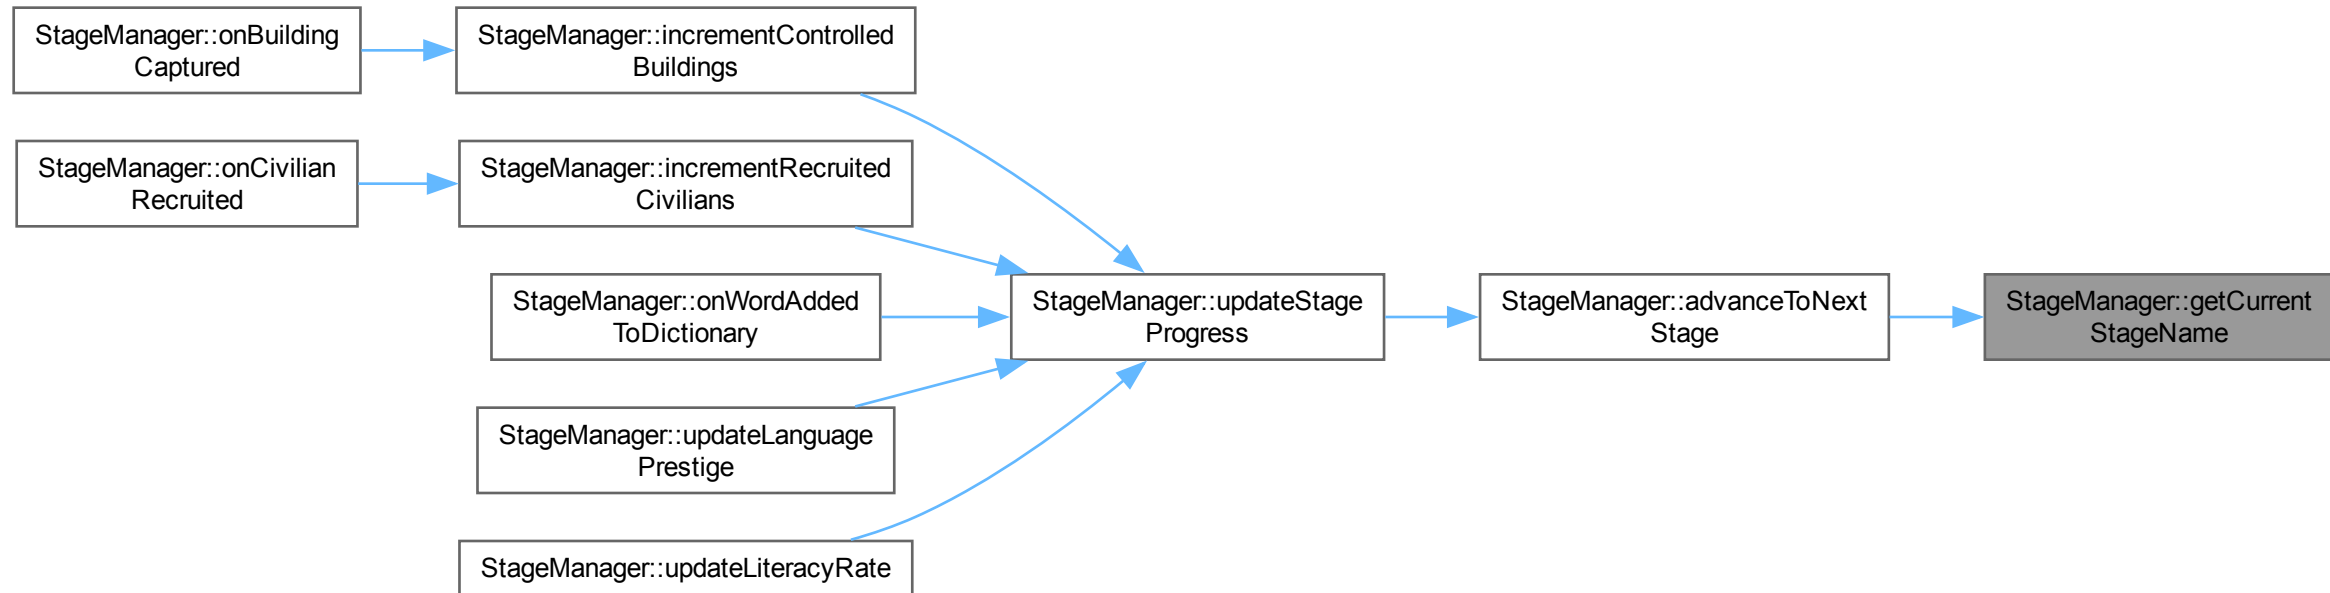 StageManager::onBuilding
Captured
StageManager::incrementControlled
Buildings
StageManager::onCivilian
Recruited
StageManager::incrementRecruited
Civilians
StageManager::onWordAdded
ToDictionary
StageManager::updateStage
Progress
StageManager::advanceToNext
Stage
StageManager::getCurrent
StageName
StageManager::updateLanguage
Prestige
StageManager::updateLiteracyRate